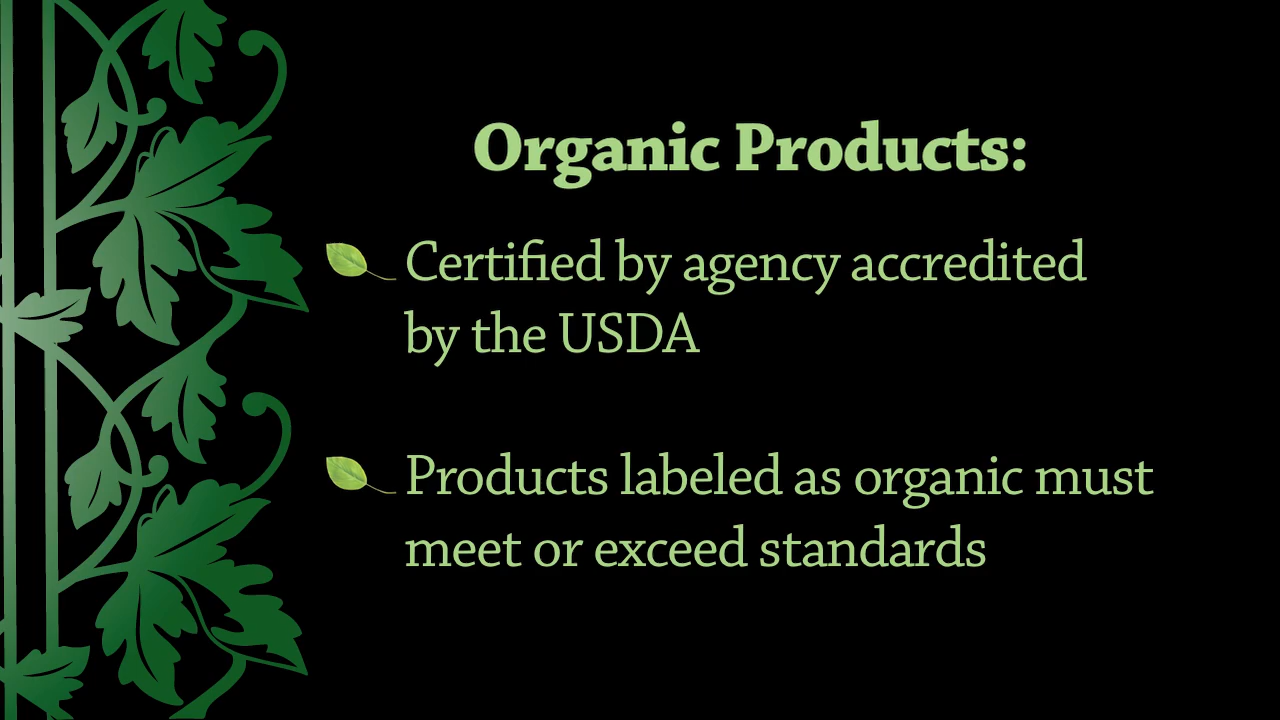 Organic Products:
Certified by agency accredited
by the USDA
Products labeled as organic must
meet or exceed standards